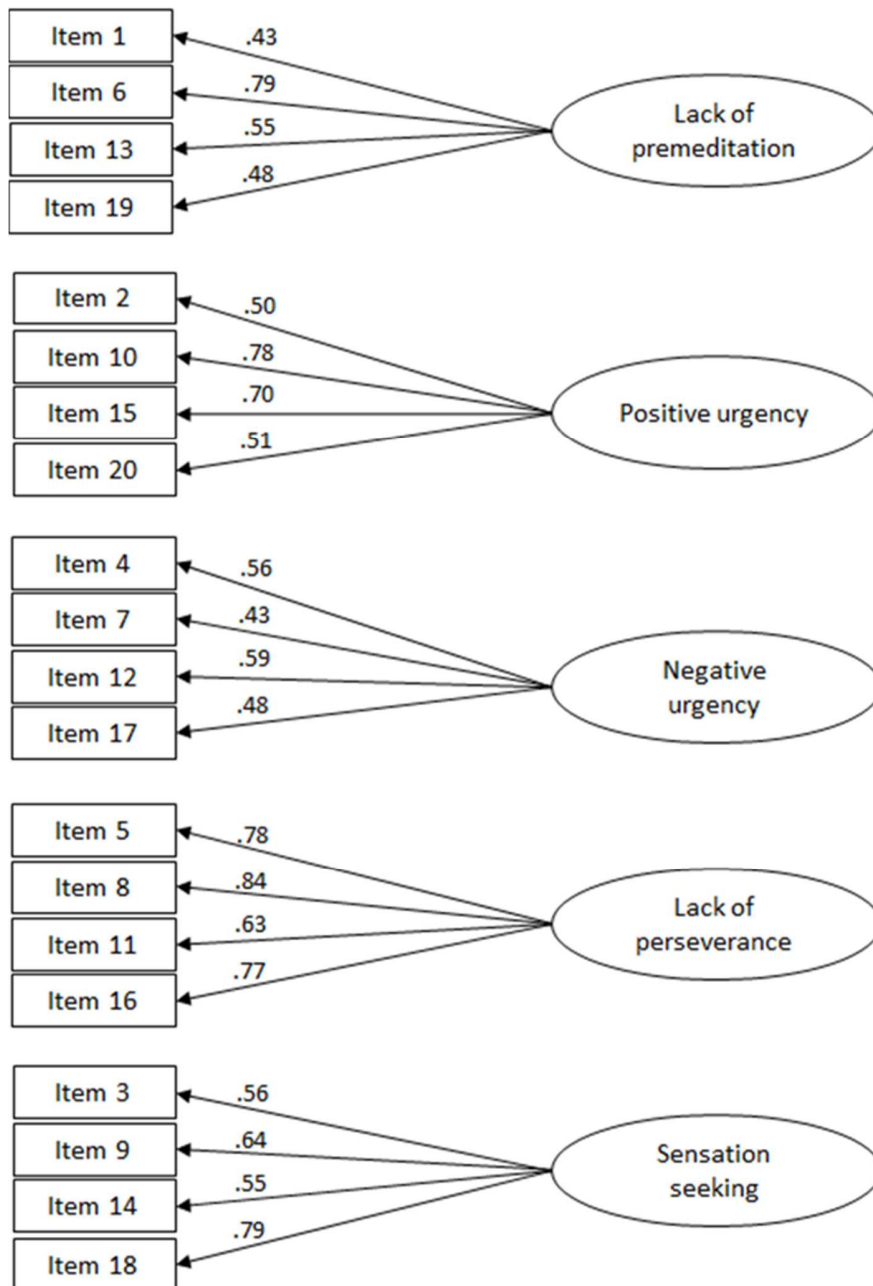 Item 1
.43
Item 6
.79
Item 13
.55
Item 19
.48
Lack of
premeditation
Item 2
.50
Item 10
.78
Item 15
.70
Item 20
.51
Positive urgency
Item 4
.56
Item 7
.43
Item 12
.59
Item 17
.48
Negative
urgency
Item 5
.78
Item 8
.84
Item 11
.63
Item 16
.77
Lack of
perseverance
Item 3
.56
Item 9
.64
Item 14
.55
Item 18
.79
Sensation
seeking